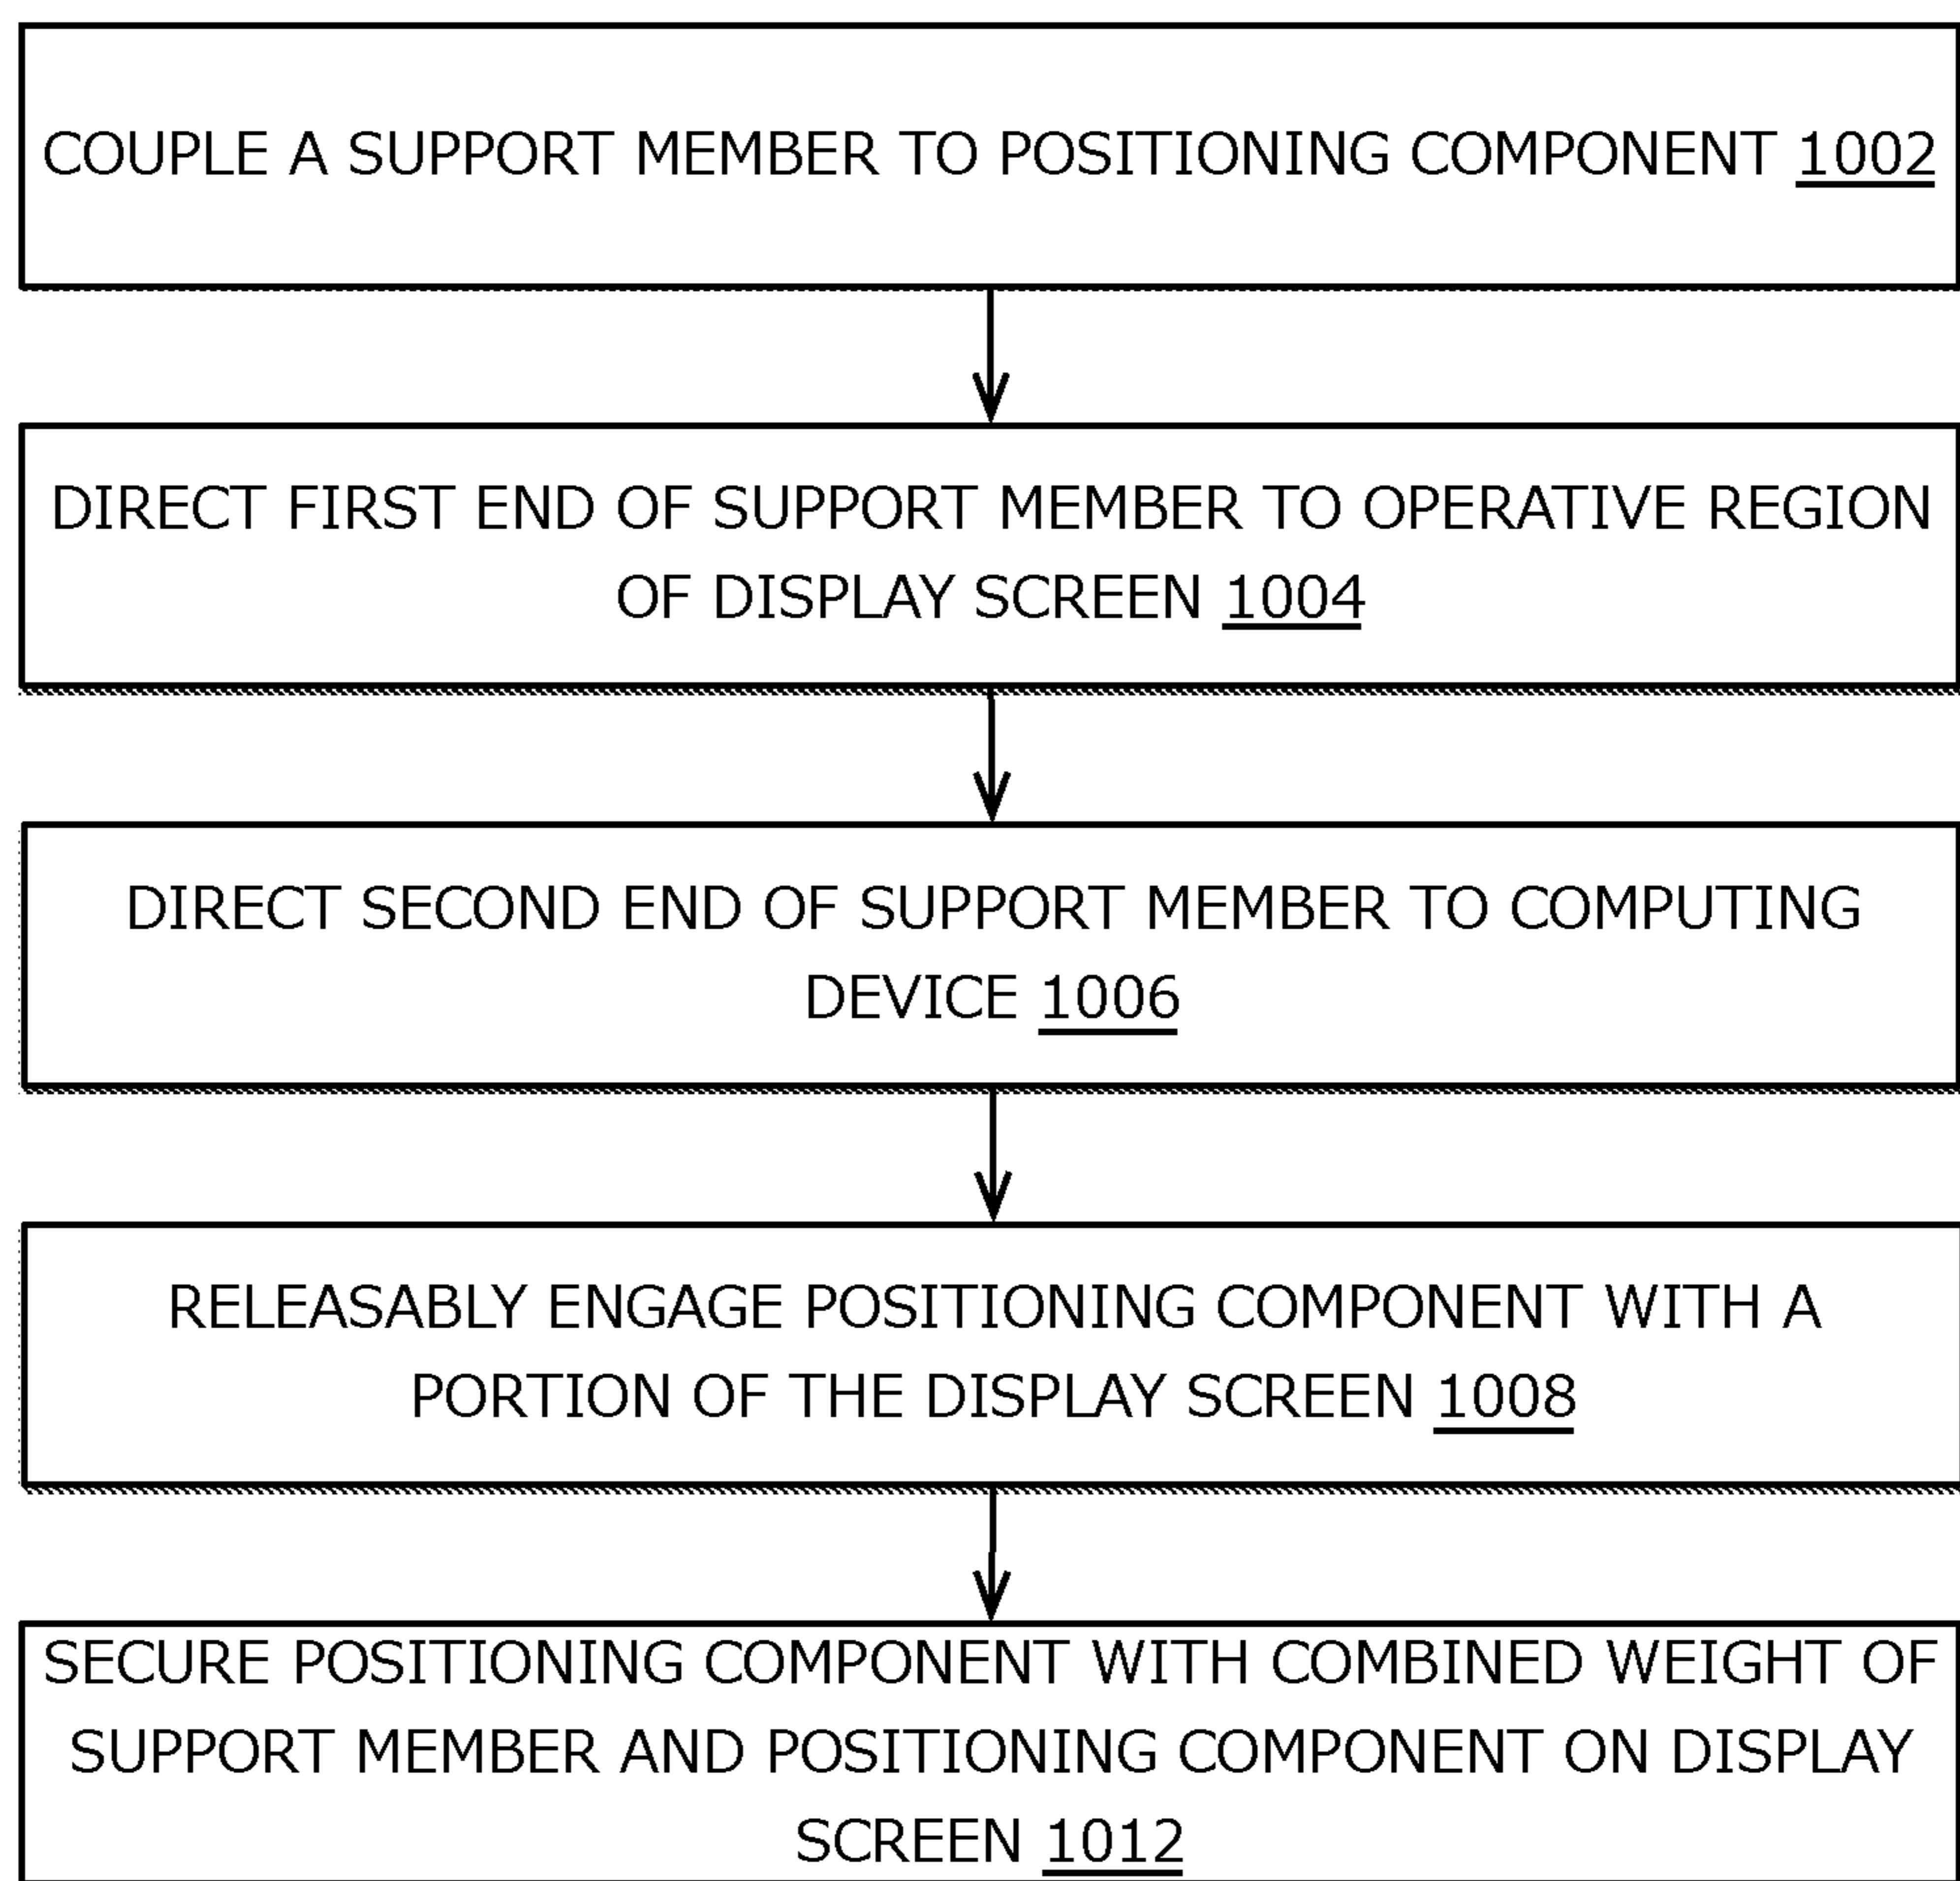 COUPLE A SUPPORT MEMBER TO POSITIONING COMPONENT 1002
DIRECT FIRST END OF SUPPORT MEMBER TO OPERATIVE REGION
OF DISPLAY SCREEN 1004
DIRECT SECOND END OF SUPPORT MEMBER TO COMPUTING
DEVICE 1006
RELEASABLY ENGAGE POSITIONING COMPONENT WITH A
PORTION OF THE DISPLAY SCREEN 1008
SECURE POSITIONING COMPONENT WITH COMBINED WEIGHT OF
SUPPORT MEMBER AND POSITIONING COMPONENT ON DISPLAY
SCREEN 1012